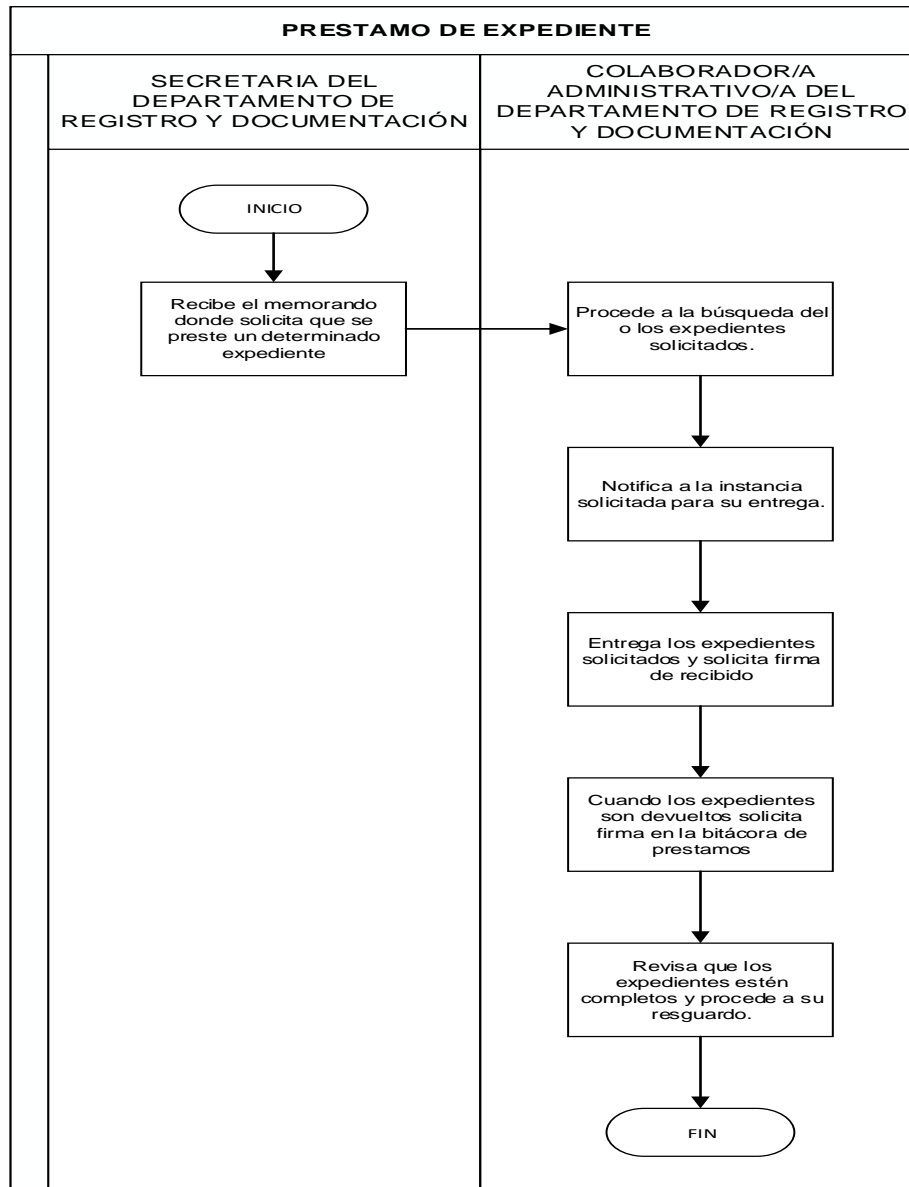 PRESTAMO DE EXPEDIENTE
SECRETARIA DEL
DEPARTAMENTO DE
REGISTRO Y DOCUMENTACIÓN
COLABORADOR/A
ADMINISTRATIVO/A DEL
DEPARTAMENTO DE REGISTRO
Y DOCUMENTACIÓN
INICIO
Recibe el memorando
donde solicita que se
preste un determinado
expediente
Procede a la búsqueda del
o los expedientes
solicitados.
Notifica a la instancia
solicitada para su entrega.
Entrega los expedientes
solicitados y solicita firma
de recibido
Cuando los expedientes
son devueltos solicita
firma en la bitácora de
prestamos
Revisa que los
expedientes estén
completos y procede a su
resguardo.
FIN